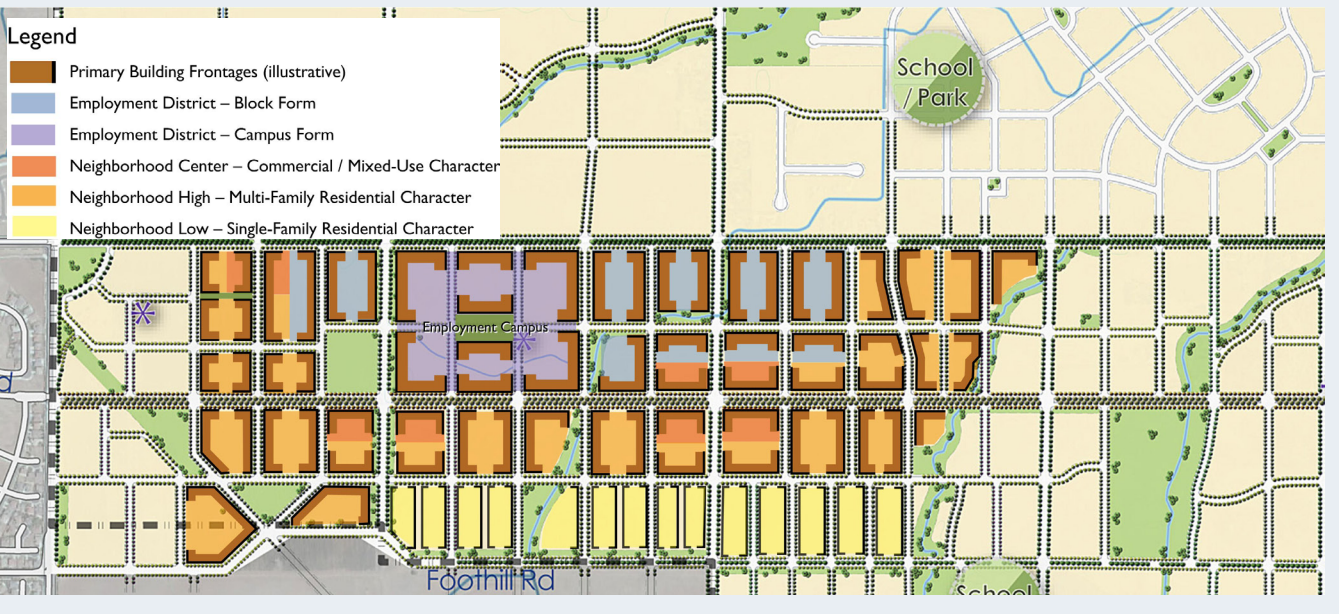 Legend
Primary Building Frontages (illustrative)
Employment District – Block Form
Employment District – Campus Form
Neighborhood Center – Commercial / Mixed-Use Character
Neighborhood High – Multi-Family Residential Character
Neighborhood Low – Single-Family Residential Character
School
/ Park
Employment Campus
d
Foothill Rd
School